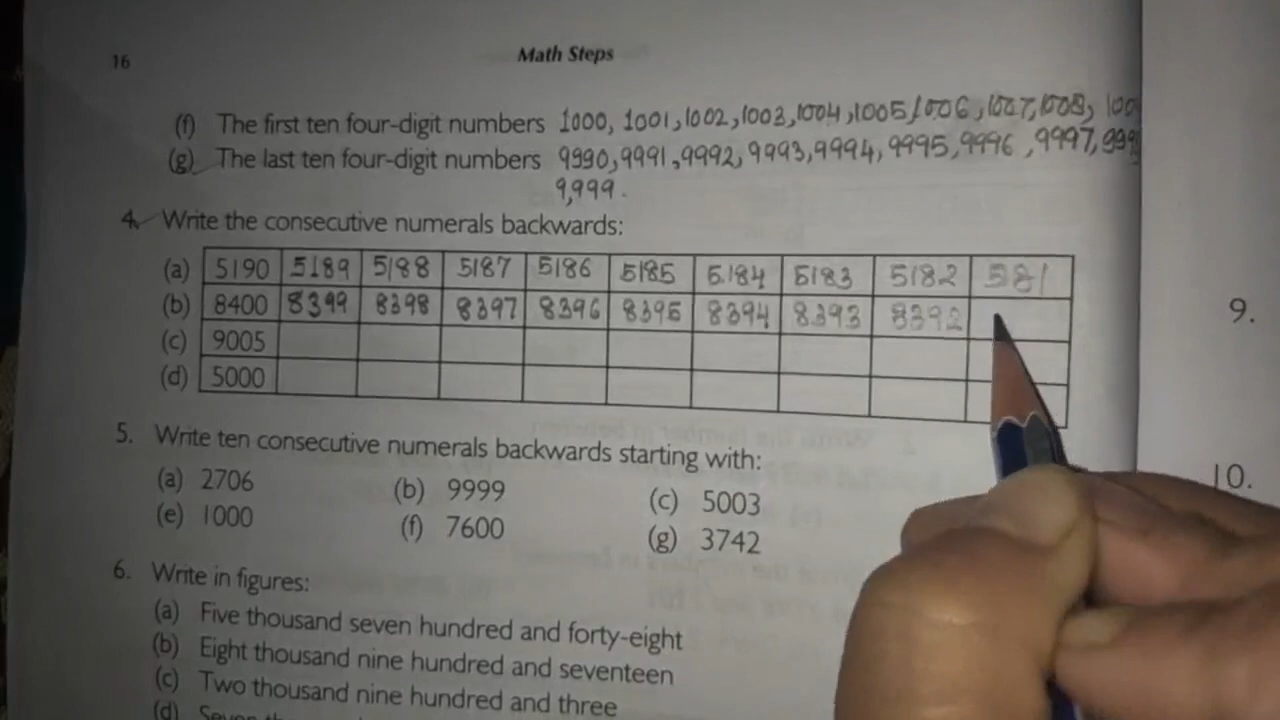 16
Math Steps
(f) The first ten four-digit numbers 1000, 1001, 1002, 1003, 1004, 1005, 1006, 1007, 1008, 100
(g) The last ten four-digit numbers 9990, 9991, 9992, 9993, 9994, 9995, 9996, 9997, 999
9,999.
4. Write the consecutive numerals backwards:
(a) 5190 5189 5188 5187 5186 5185 5184 5183 5182 581
(b) 8400 8399 8398 8397 8396 8395 8394 8393 8392
(c) 9005
(d) 5000
5. Write ten consecutive numerals backwards starting with:
(a) 2706 (b) 9999 (c) 5003
(e) 1000 (f) 7600 (g) 3742
6. Write in figures:
(a) Five thousand seven hundred and forty-eight
(b) Eight thousand nine hundred and seventeen
(c) Two thousand nine hundred and three
(d)
9.
10.